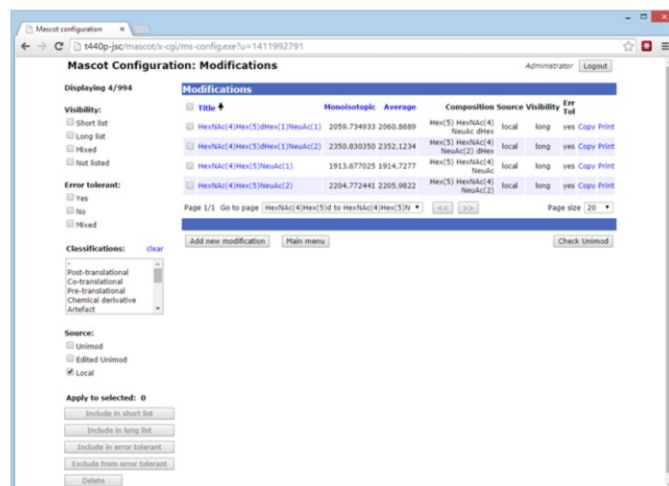 Mascot configuration
t440p-jsc/mascot/x-cgi/ms-config.exe?u=1411992791
Mascot Configuration: Modifications
Administrator Logout
Displaying 4/994
Visibility:
Short list
Long list
Mixed
Not listed
Error tolerant:
Yes
No
Mixed
Classifications: clear
-
Post-translational
Co-translational
Pre-translational
Chemical derivative
Artefact
Source:
Unimod
Edited Unimod
Local
Apply to selected: 0
Include in short list
Include in long list
Include in error tolerant
Exclude from error tolerant
Delete
Modifications
Title Monoisotopic Average Composition Source Visibility Err Tol
HexNAc(4)Hex(5)dHex(1)NeuAc(1) 2059.734933 2060.8689 Hex(5) HexNAc(4) NeuAc dHex local long yes Copy Print
HexNAc(4)Hex(5)dHex(1)NeuAc(2) 2350.830350 2352.1234 Hex(5) HexNAc(4) NeuAc(2) dHex local long yes Copy Print
HexNAc(4)Hex(5)NeuAc(1) 1913.677025 1914.7277 Hex(5) HexNAc(4) NeuAc local long yes Copy Print
HexNAc(4)Hex(5)NeuAc(2) 2204.772441 2205.9822 Hex(5) HexNAc(4) NeuAc(2) local long yes Copy Print
Page 1/1 Go to page HexNAc(4)Hex(5)d to HexNAc(4)Hex(5)N << >> Page size 20
Add new modification Main menu Check Unimod